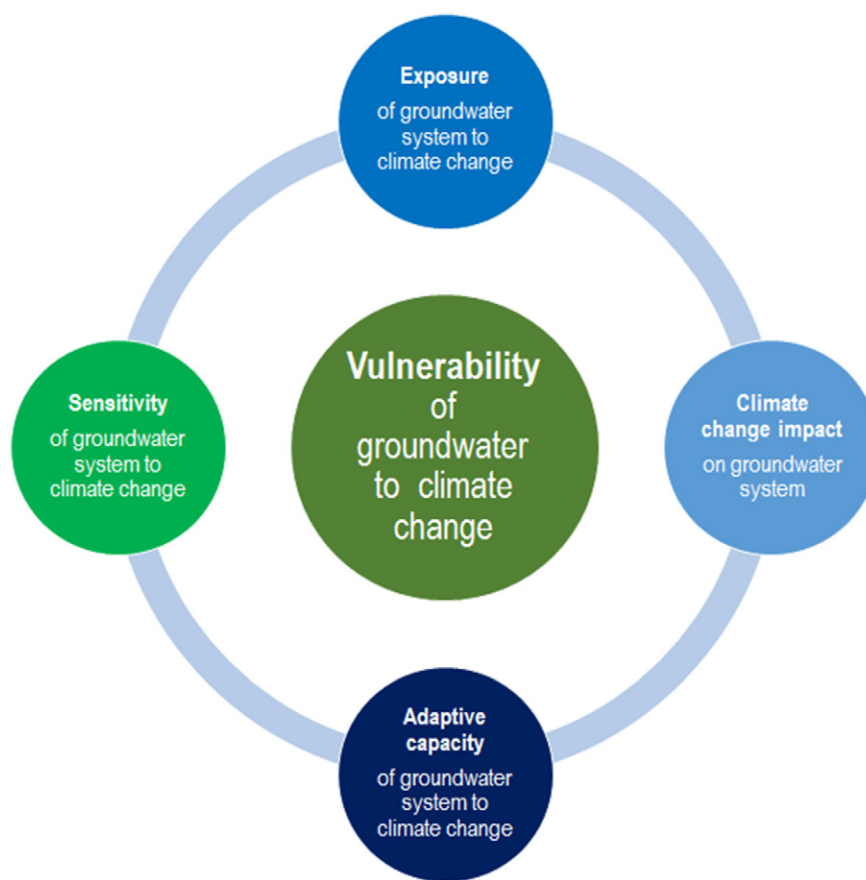 Exposure
of groundwater
system to
climate change
Sensitivity
of groundwater
system to
climate change
Vulnerability
of
groundwater
to climate
change
Climate
change impact
on groundwater
system
Adaptive
capacity
of groundwater
system to
climate change